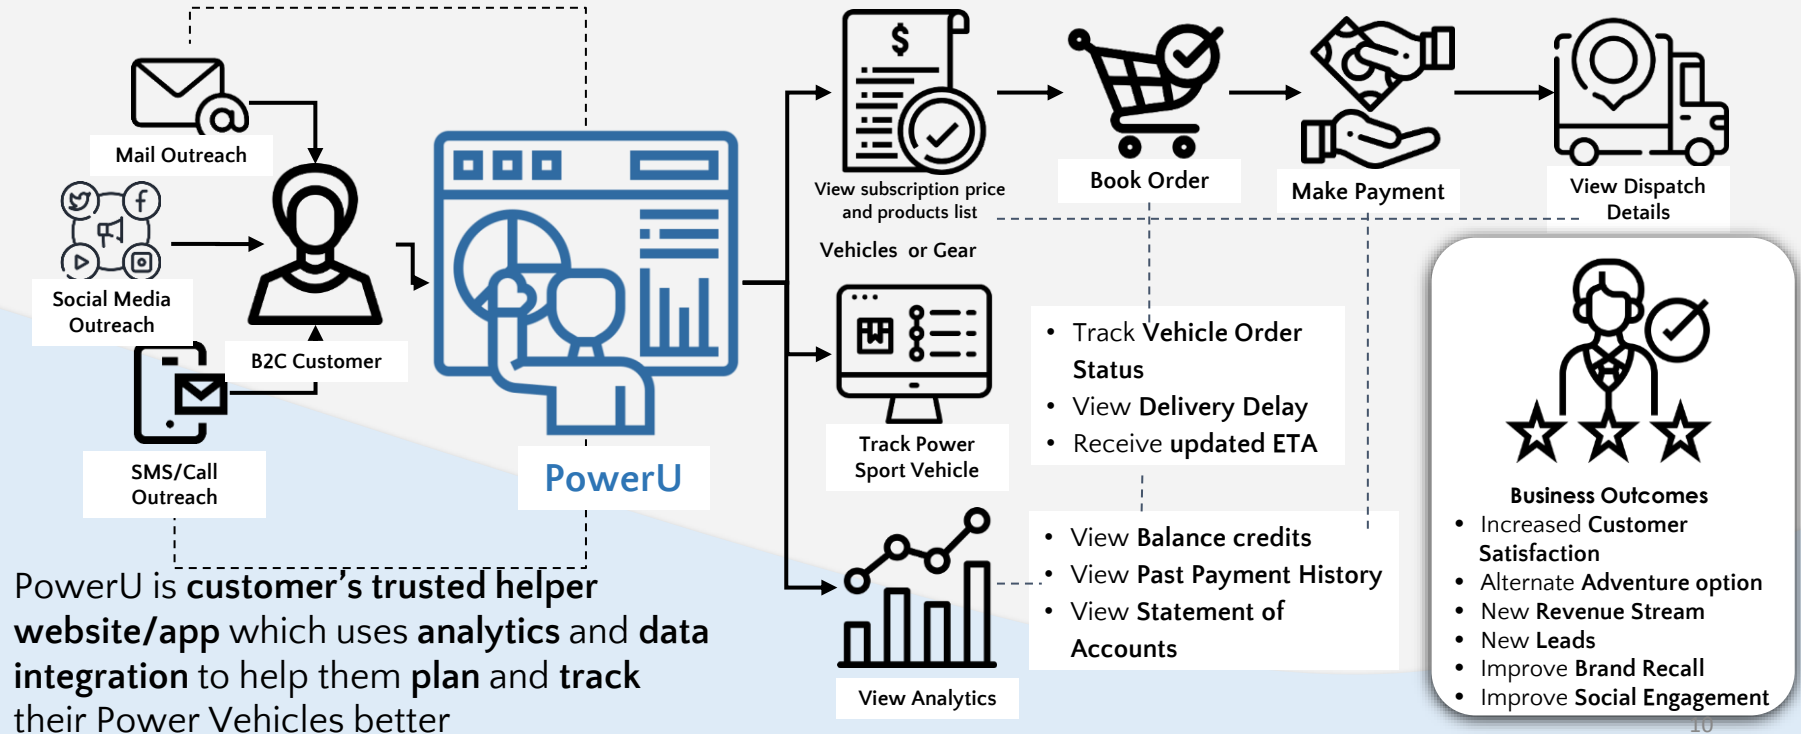 Mail Outreach
Social Media
Outreach
SMS/Call
Outreach
B2C Customer
PowerU
$
View subscription price
and products list
Vehicles or Gear
Book Order
Make Payment
View Dispatch
Details
Track Power
Sport Vehicle
• Track Vehicle Order
Status
• View Delivery Delay
• Receive updated ETA
View Analytics
• View Balance credits
• View Past Payment History
• View Statement of
Accounts
Business Outcomes
• Increased Customer
Satisfaction
• Alternate Adventure option
• New Revenue Stream
• New Leads
• Improve Brand Recall
• Improve Social Engagement
PowerU is customer’s trusted helper
website/app which uses analytics and data
integration to help them plan and track
their Power Vehicles better
10